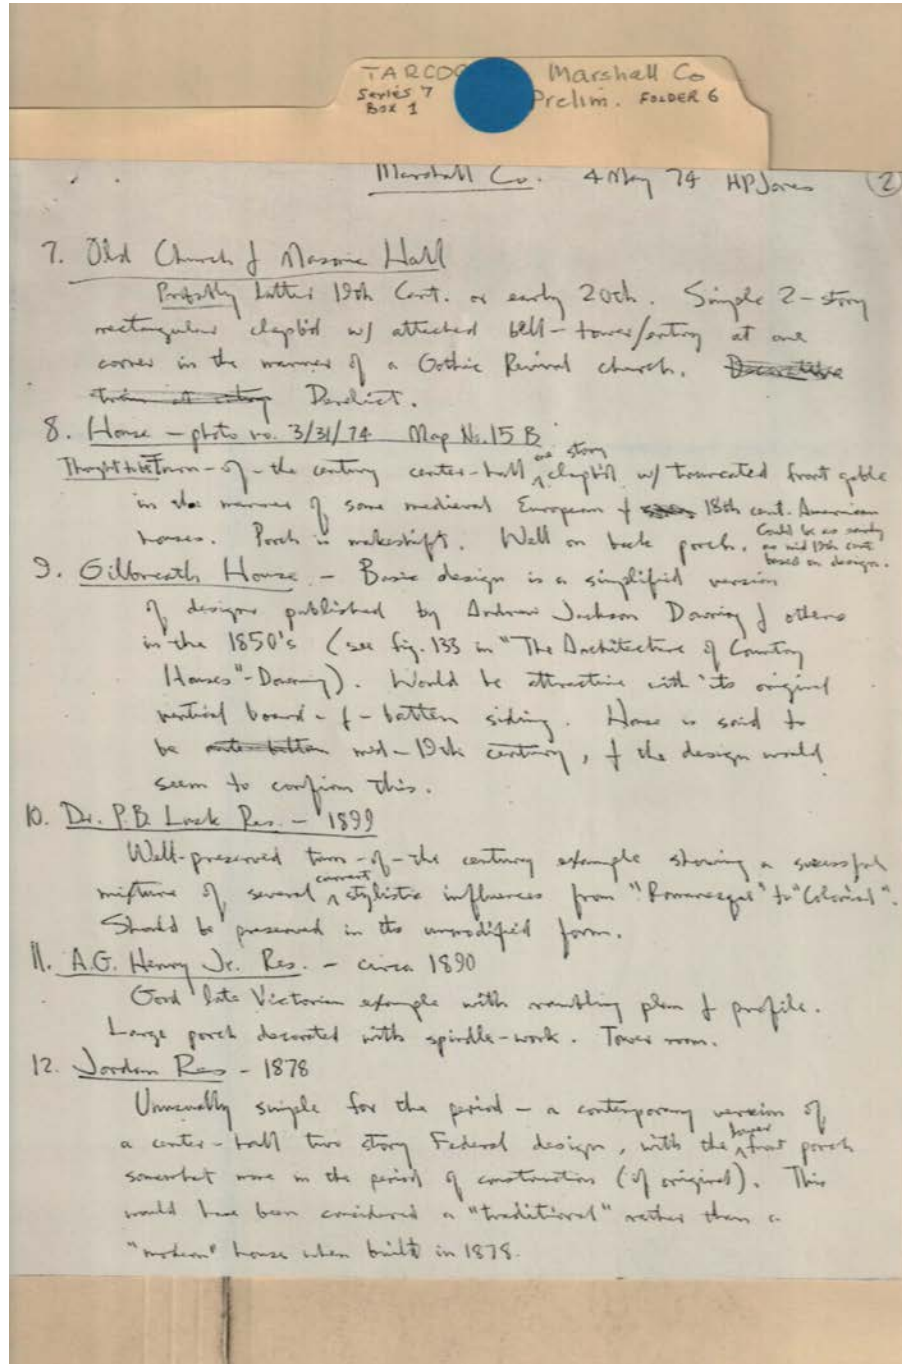 TARCOG Marshall Co
Series 7 Prelim. FOLDER 6
Box 1
Marshall Co. 4 May 74 HPJones 2
7. Old Church & Masonic Hall
Probably latter 19th Cent. or early 20th. Simple 2-story
rectangular clapb'd w/ attached bell-tower/entry at one
corner in the manner of a Gothic Revival church. Decorative
trim at entry Derelict.
8. House - photo no. 3/31/74 Map No. 15 B
one story
Thought to be Turn-of-the century center-hall clapb'd w/ truncated front gable
in the manner of some medieval European & 18th cent. American
houses. Porch is makeshift. Well on back porch. Could be as early
as mid 19th cent
based on design.
9. Gilbreath House - Basic design is a simplified version
of designs published by Andrew Jackson Downing & others
in the 1850's (see fig. 133 in "The Architecture of Country
Houses"-Downing). Would be attractive with its original
vertical board-&-batten siding. House is said to
be mid-19th century, & the design would
seem to confirm this.
10. Dr. P.B. Lusk Res. - 1899
Well-preserved turn-of-the century example showing a sucessful
current
mixture of several stylistic influences from "Romanesque" to "Colonial".
Should be preserved in its unmodified form.
11. A.G. Henry Jr. Res. - circa 1890
Good late Victorian example with rambling plan & profile.
Large porch decorated with spindle-work. Tower room.
12. Jordan Res - 1878
Unusually simple for the period - a contemporary version of
lower
a center-hall two story Federal design, with the front porch
somewhat more in the period of construction (if original). This
would have been considered a "traditional" rather than a
"modern" house when built in 1878.